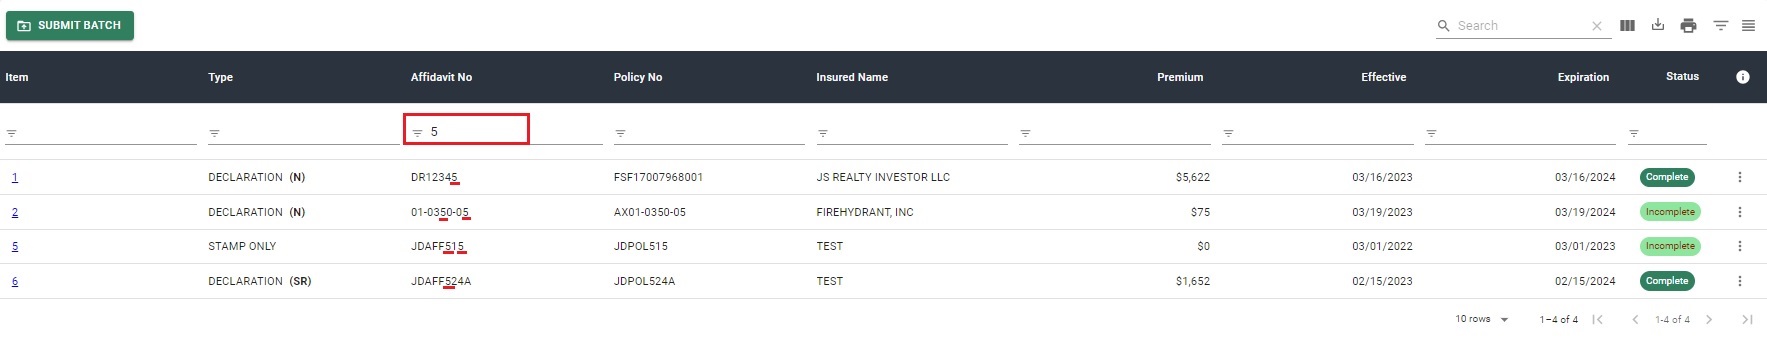 SUBMIT BATCH Search
Item Type Affidavit No Policy No Insured Name Premium Effective Expiration Status
5
1 DECLARATION (N) DR12345 FSF17007968001 JS REALTY INVESTOR LLC $5,622 03/16/2023 03/16/2024 Complete
2 DECLARATION (N) 01-0350-05 AX01-0350-05 FIREHYDRANT, INC $75 03/19/2023 03/19/2024 Incomplete
5 STAMP ONLY JDAFF515 JDPOL515 TEST $0 03/01/2022 03/01/2023 Incomplete
6 DECLARATION (SR) JDAFF524A JDPOL524A TEST $1,652 02/15/2023 02/15/2024 Complete
10 rows 1–4 of 4 1-4 of 4